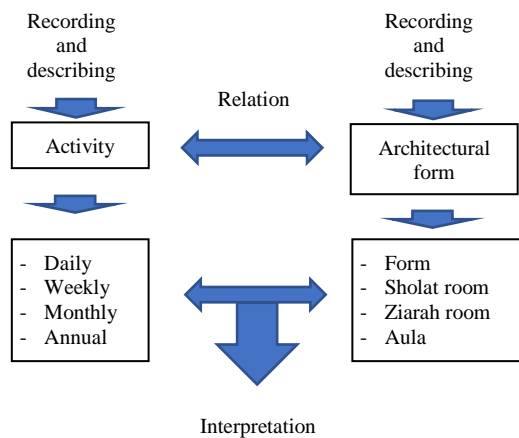 Recording
and
describing
Recording
and
describing
Relation
Activity
Architectural
form
- Daily
- Weekly
- Monthly
- Annual
- Form
- Sholat room
- Ziarah room
- Aula
Interpretation